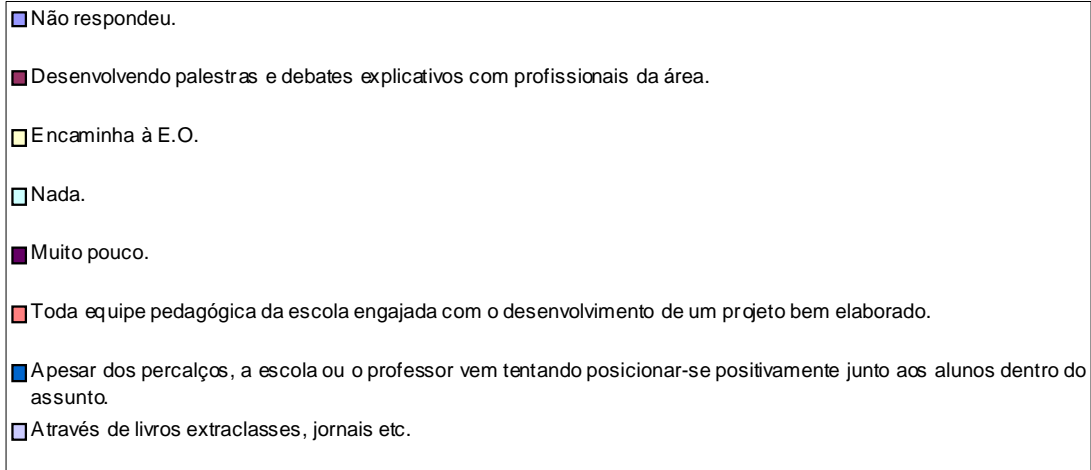 Não respondeu.
Desenvolvendo palestras e debates explicativos com profissionais da área.
Encaminha à E.O.
Nada.
Muito pouco.
Toda equipe pedagógica da escola engajada com o desenvolvimento de um projeto bem elaborado.
Apesar dos percalços, a escola ou o professor vem tentando posicionar-se positivamente junto aos alunos dentro do
assunto.
Através de livros extraclasses, jornais etc.